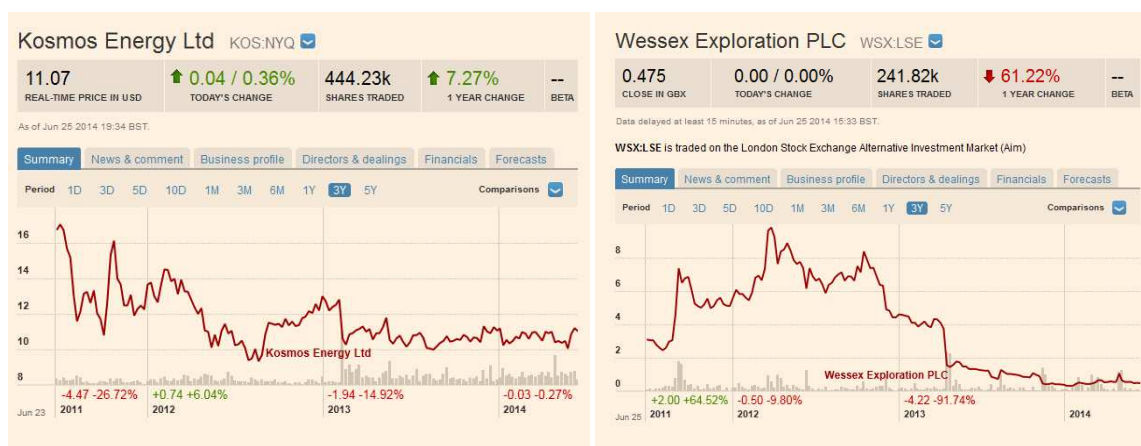 Kosmos Energy Ltd KOS:NYQ
11.07 0.04 / 0.36% 444.23k 7.27% --
REAL-TIME PRICE IN USD TODAY'S CHANGE SHARES TRADED 1 YEAR CHANGE BETA
As of Jun 25 2014 19:34 BST.
Summary News & comment Business profile Directors & dealings Financials Forecasts
Period 1D 3D 5D 10D 1M 3M 6M 1Y 3Y 5Y Comparisons
16
14
12
10
Kosmos Energy Ltd
8
-4.47 -26.72% +0.74 +6.04% -1.94 -14.92% -0.03 -0.27%
Jun 23 2011 2012 2013 2014
Wessex Exploration PLC WSX:LSE
0.475 0.00 / 0.00% 241.82k 61.22% --
CLOSE IN GBX TODAY'S CHANGE SHARES TRADED 1 YEAR CHANGE BETA
Data delayed at least 15 minutes, as of Jun 25 2014 15:33 BST.
WSX:LSE is traded on the London Stock Exchange Alternative Investment Market (Aim)
Summary News & comment Business profile Directors & dealings Financials Forecasts
Period 1D 3D 5D 10D 1M 3M 6M 1Y 3Y 5Y Comparisons
8
6
4
2
Wessex Exploration PLC
0
+2.00 +64.52% -0.50 -9.80% -4.22 -91.74%
Jun 25 2011 2012 2013 2014